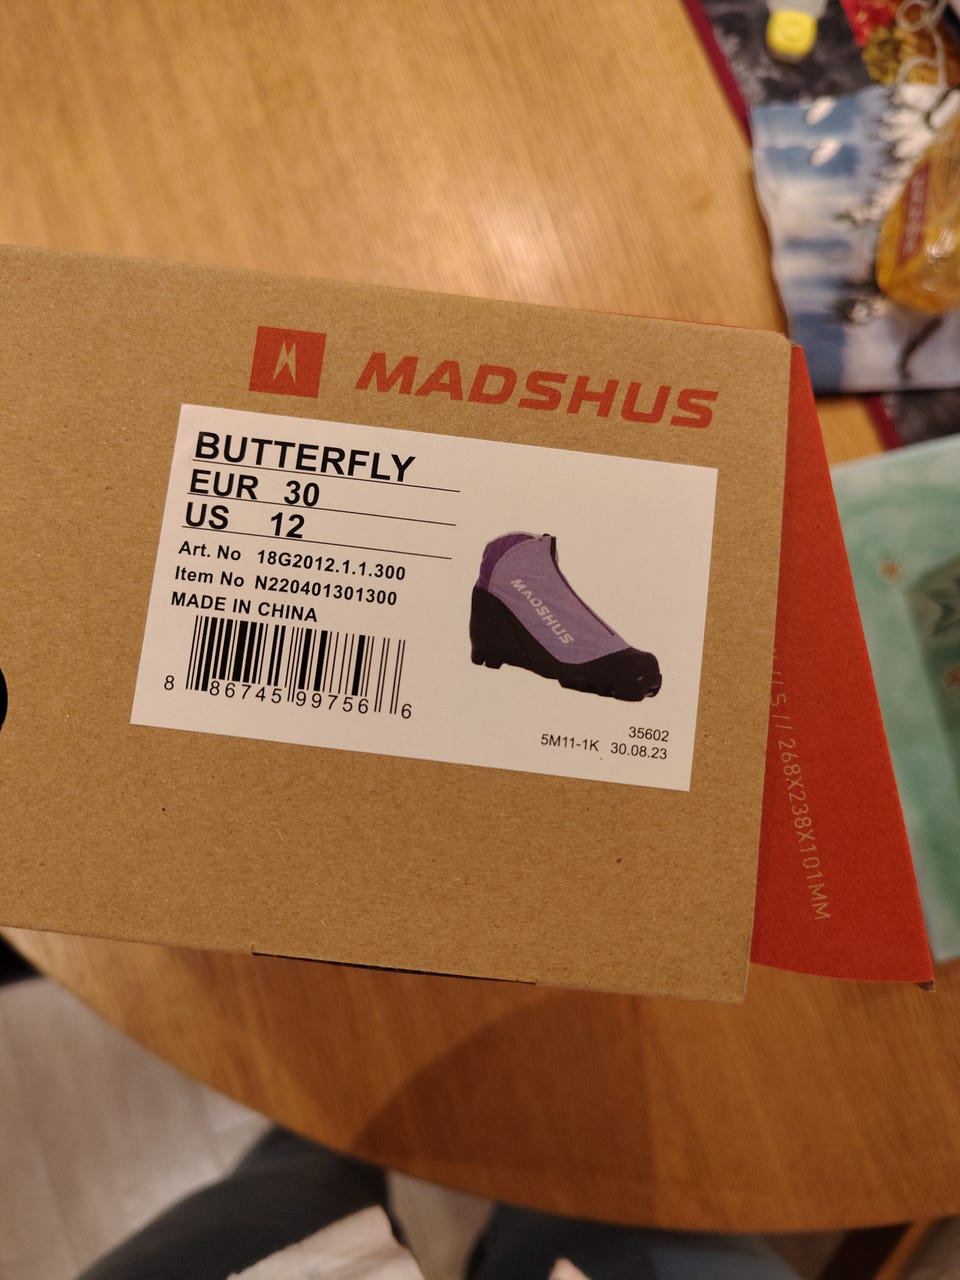 MADSHUS
BUTTERFLY
EUR 30
US 12
Art. No 18G2012.1.1.300
Item No N220401301300
MADE IN CHINA
8 86745 99756 6
MADSHUS
35602
5M11-1K 30.08.23
U S // 268X238X101MM